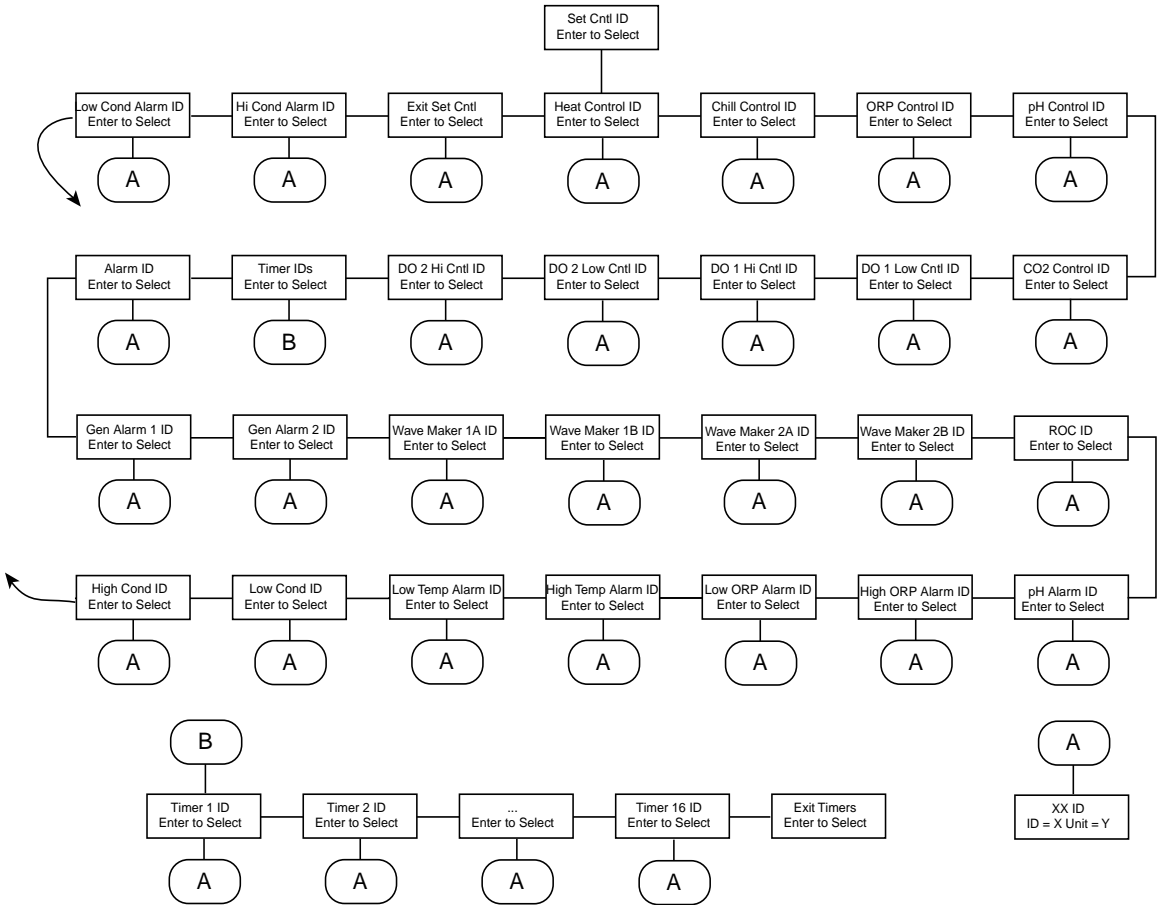 Set Cntl ID
Enter to Select
Low Cond Alarm ID
Enter to Select
Hi Cond Alarm ID
Enter to Select
Exit Set Cntl
Enter to Select
Heat Control ID
Enter to Select
Chill Control ID
Enter to Select
ORP Control ID
Enter to Select
pH Control ID
Enter to Select
A
A
A
A
A
A
Alarm ID
Enter to Select
Timer IDs
Enter to Select
DO 2 Hi Cntl ID
Enter to Select
DO 2 Low Cntl ID
Enter to Select
DO 1 Hi Cntl ID
Enter to Select
DO 1 Low Cntl ID
Enter to Select
CO2 Control ID
Enter to Select
A
B
A
A
A
A
A
Gen Alarm 1 ID
Enter to Select
Gen Alarm 2 ID
Enter to Select
Wave Maker 1A ID
Enter to Select
Wave Maker 1B ID
Enter to Select
Wave Maker 2A ID
Enter to Select
Wave Maker 2B ID
Enter to Select
ROC ID
Enter to Select
A
A
A
A
A
A
A
High Cond ID
Enter to Select
Low Cond ID
Enter to Select
Low Temp Alarm ID
Enter to Select
High Temp Alarm ID
Enter to Select
Low ORP Alarm ID
Enter to Select
High ORP Alarm ID
Enter to Select
pH Alarm ID
Enter to Select
A
A
A
A
A
A
A
B
Timer 1 ID
Enter to Select
Timer 2 ID
Enter to Select
...
Enter to Select
Timer 16 ID
Enter to Select
Exit Timers
Enter to Select
A
A
A
A
A
XX ID
ID = X Unit = Y